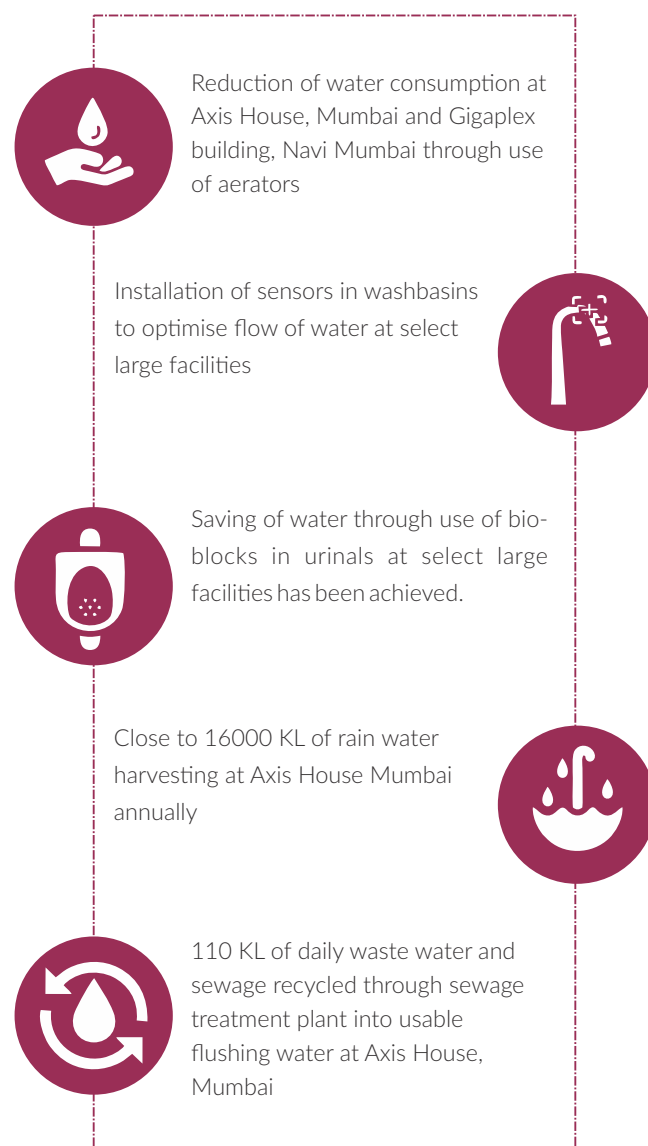 Reduction of water consumption at
Axis House, Mumbai and Gigaplex
building, Navi Mumbai through use
of aerators
Installation of sensors in washbasins
to optimise flow of water at select
large facilities
Saving of water through use of bio-
blocks in urinals at select large
facilities has been achieved.
Close to 16000 KL of rain water
harvesting at Axis House Mumbai
annually
110 KL of daily waste water and
sewage recycled through sewage
treatment plant into usable
flushing water at Axis House,
Mumbai